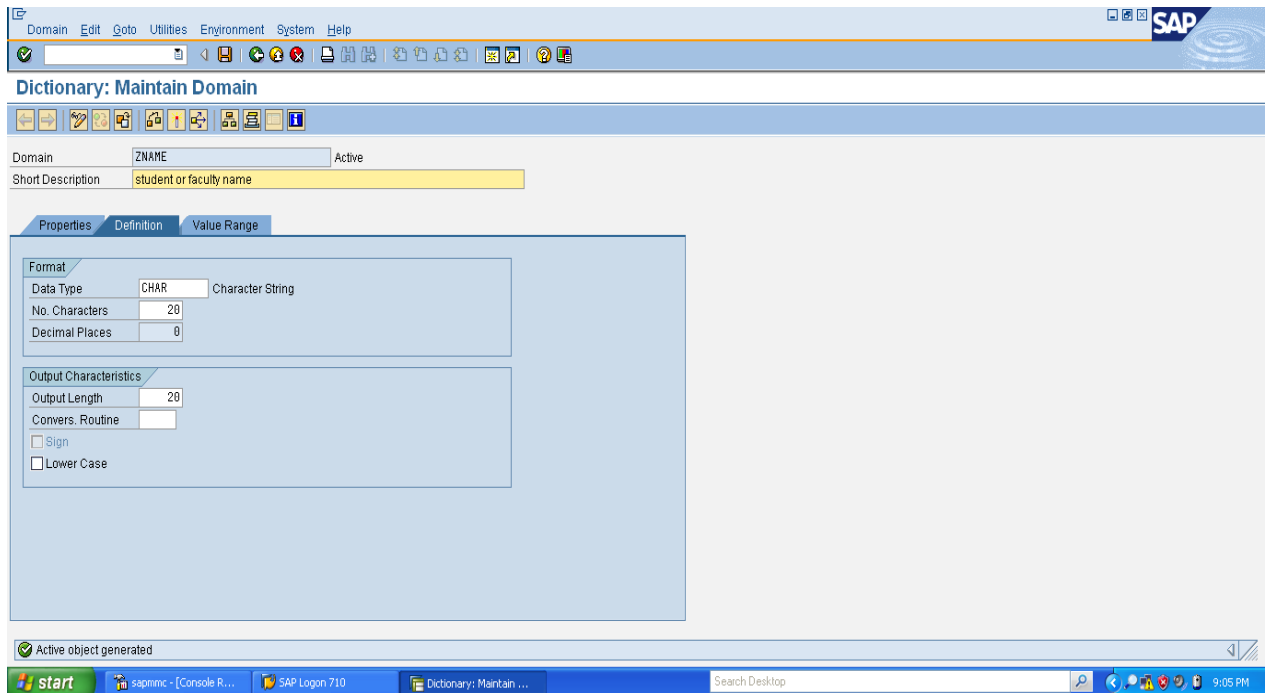 Domain Edit Goto Utilities Environment System Help
SAP
Dictionary: Maintain Domain
Domain ZNAME Active
Short Description student or faculty name
Properties Definition Value Range
Format
Data Type CHAR Character String
No. Characters 20
Decimal Places 0
Output Characteristics
Output Length 20
Convers. Routine
Sign
Lower Case
Active object generated
start sapmmc - [Console R... SAP Logon 710 Dictionary: Maintain ... Search Desktop 9:05 PM